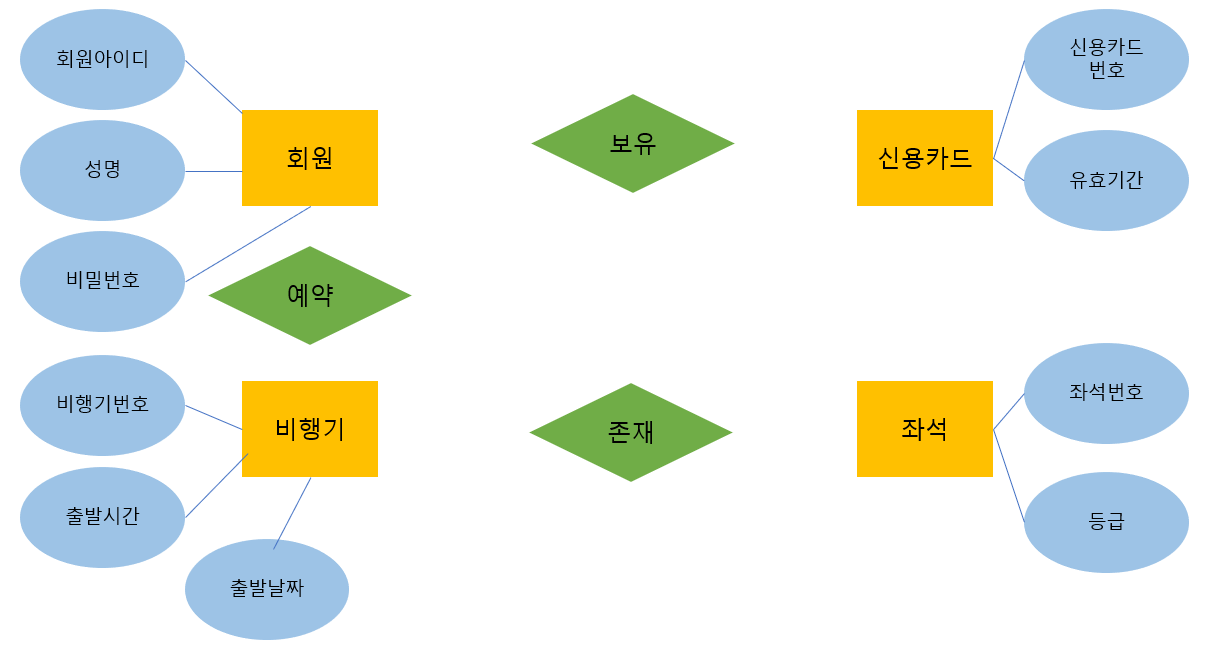 회원아이디
성명
비밀번호
회원
보유
신용카드
신용카드
번호
유효기간
예약
비행기번호
출발시간
출발날짜
비행기
존재
좌석
좌석번호
등급